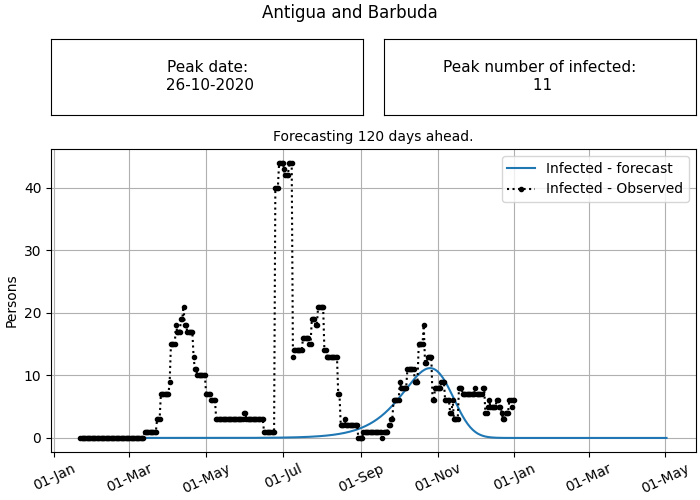 Antigua and Barbuda
Peak date:
26-10-2020
Peak number of infected:
11
Forecasting 120 days ahead.
Infected - forecast
Infected - Observed
Persons
40
30
20
10
0
01-Jan
01-Mar
01-May
01-Jul
01-Sep
01-Nov
01-Jan
01-Mar
01-May